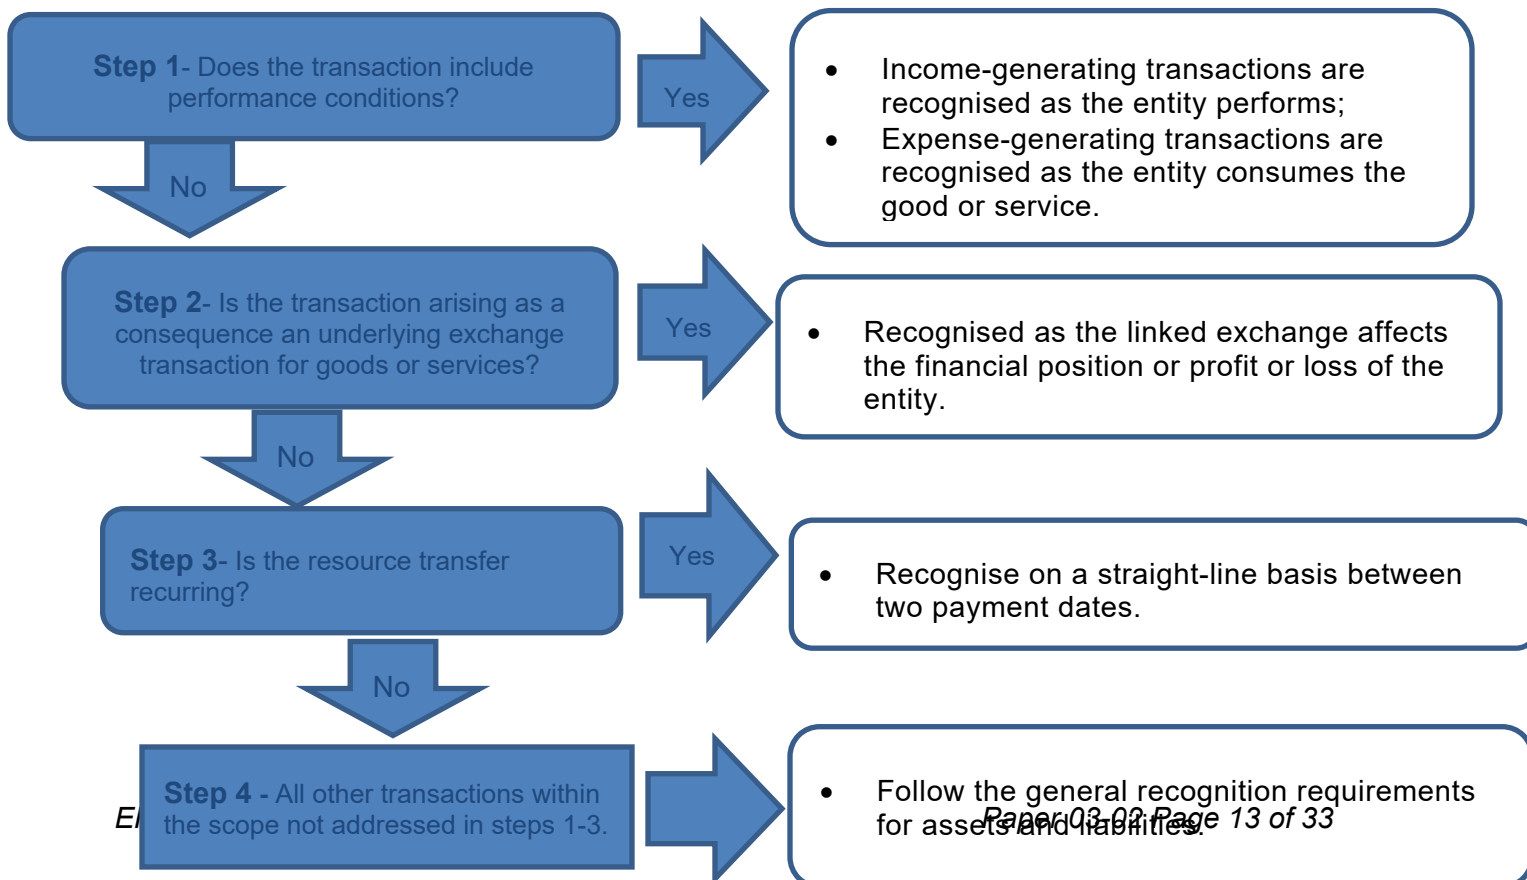 Step 1- Does the transaction include
performance conditions?
Yes
• Income-generating transactions are
recognised as the entity performs;
• Expense-generating transactions are
recognised as the entity consumes the
good or service.
No
Step 2- Is the transaction arising as a
consequence an underlying exchange
transaction for goods or services?
Yes
• Recognised as the linked exchange affects
the financial position or profit or loss of the
entity.
No
Step 3- Is the resource transfer
recurring?
Yes
• Recognise on a straight-line basis between
two payment dates.
No
Step 4 - All other transactions within
the scope not addressed in steps 1-3.
• Follow the general recognition requirements
for assets and liabilities.
Paper 03-02 Page 13 of 33